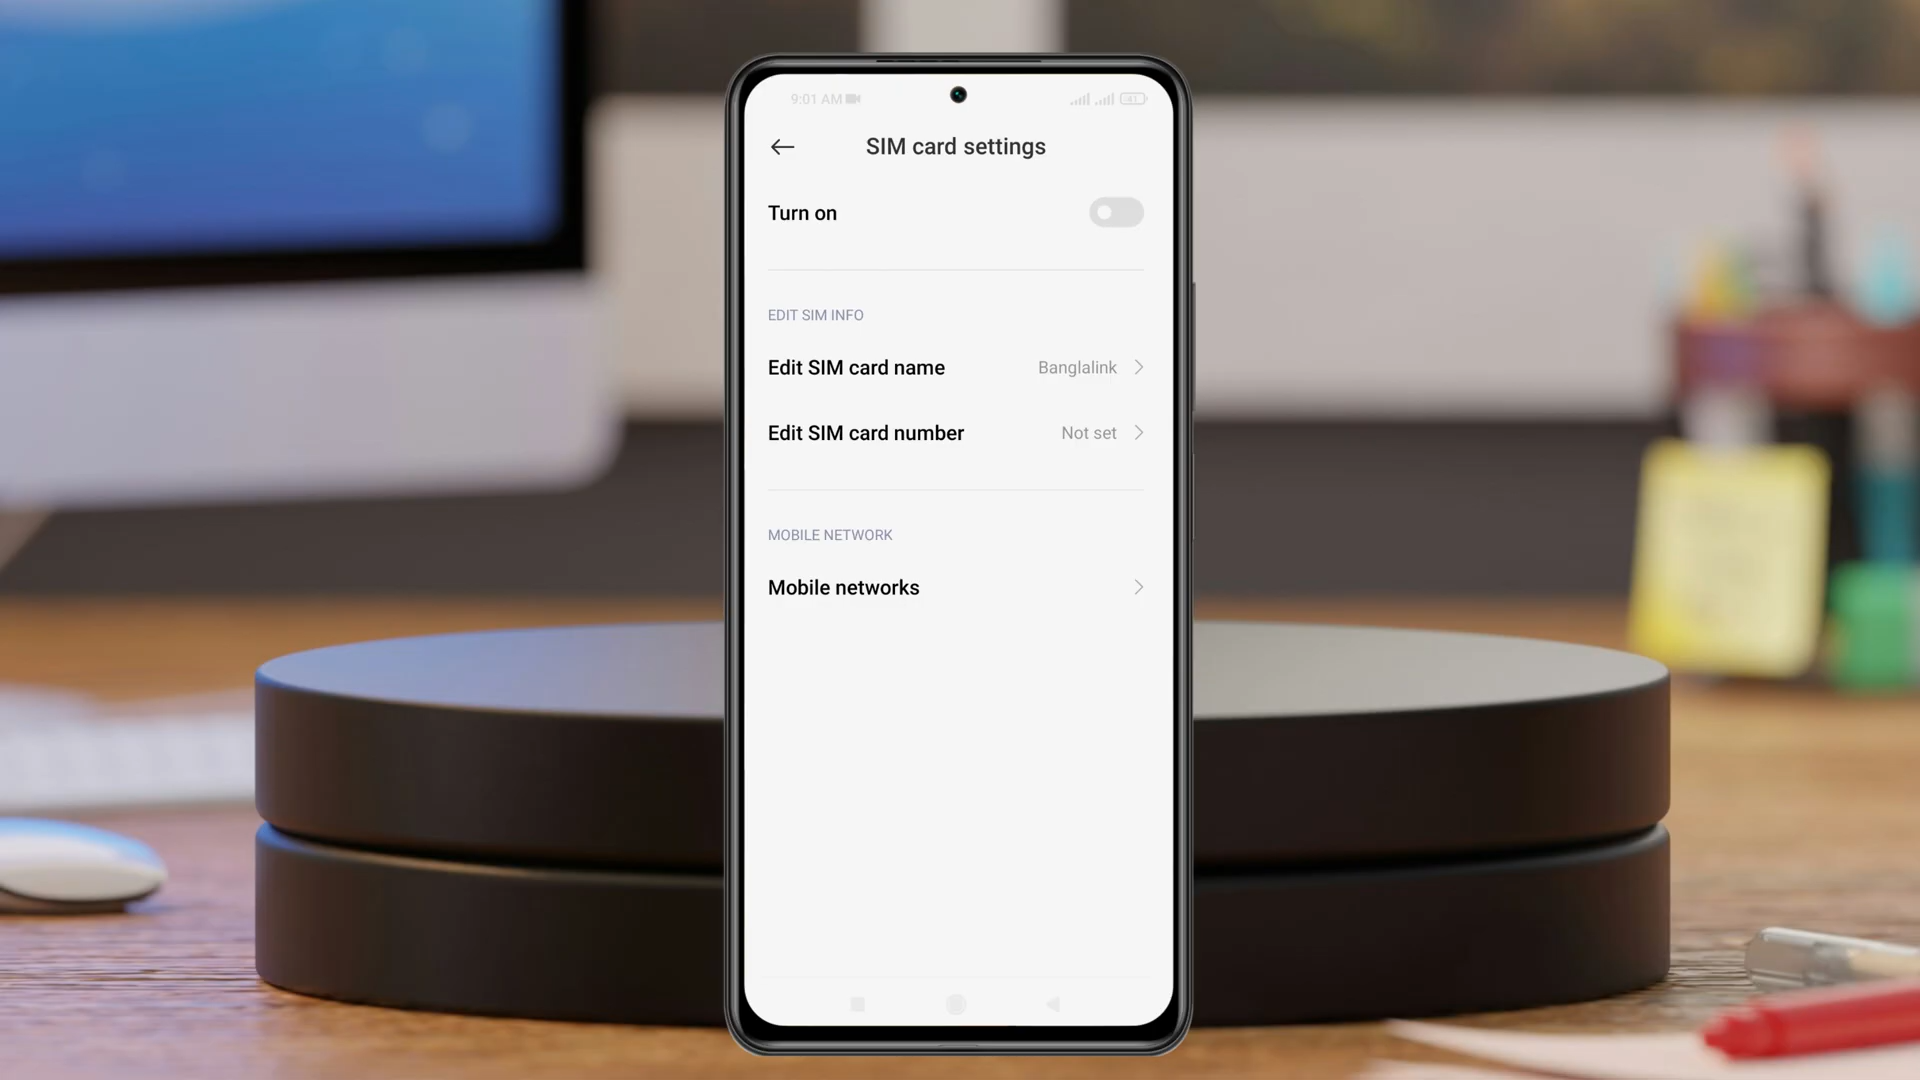 9:01 AM
41
SIM card settings
Turn on
EDIT SIM INFO
Edit SIM card name Banglalink
Edit SIM card number Not set
MOBILE NETWORK
Mobile networks